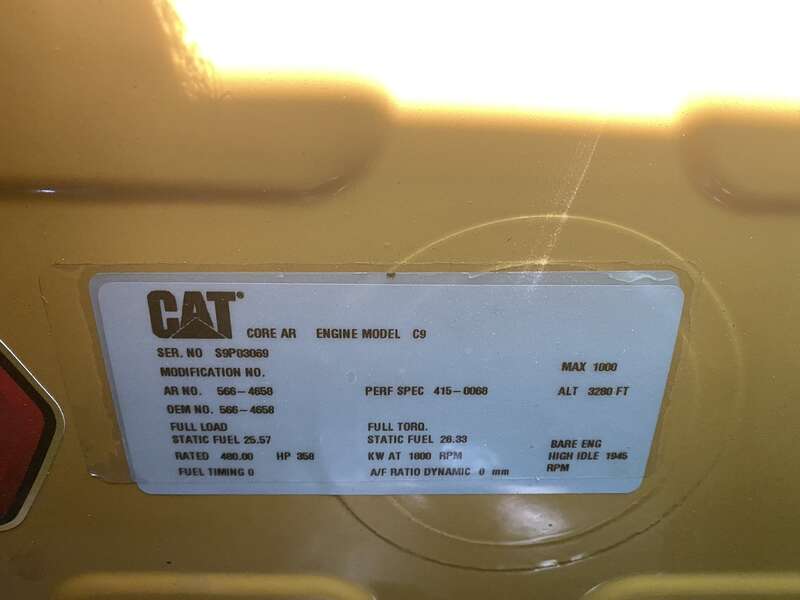 CAT® CORE AR ENGINE MODEL C9
SER. NO S9P03069
MODIFICATION NO. MAX 1000
AR NO. 566-4658 PERF SPEC 415-0068 ALT 3280 FT
OEM NO. 566-4658
FULL LOAD FULL TORQ.
STATIC FUEL 25.57 STATIC FUEL 26.33 BARE ENG
RATED 480.00 HP 358 KW AT 1800 RPM HIGH IDLE 1945
FUEL TIMING 0 A/F RATIO DYNAMIC 0 mm RPM